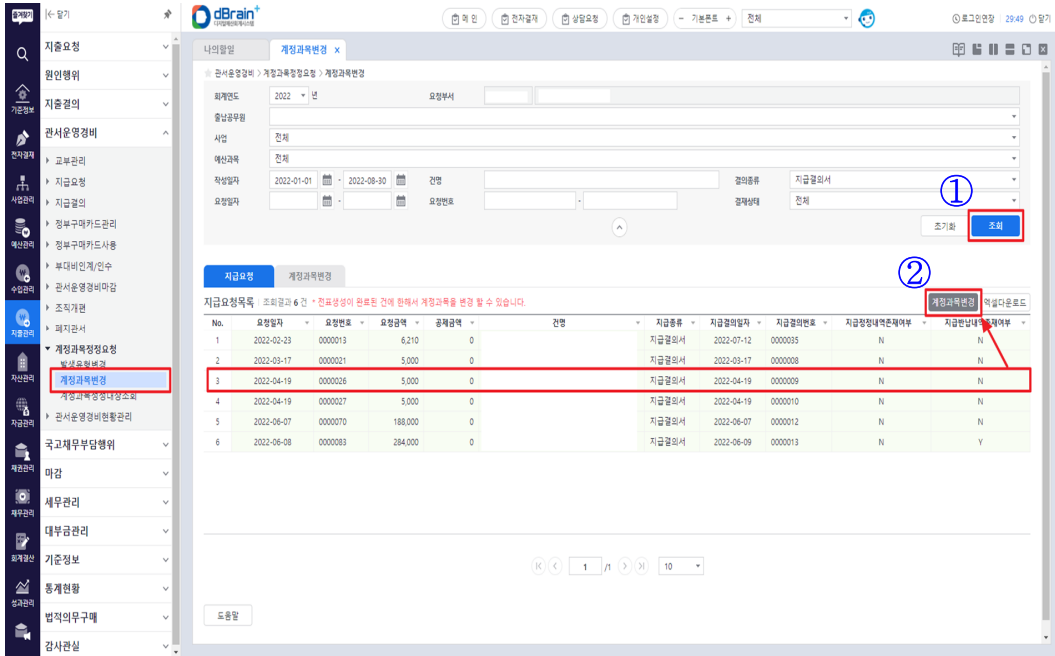 즐겨찾기
닫기
dBrain+
디지털예산회계시스템
메 인
전자결재
상담요청
개인설정
− 기본폰트 +
전체
로그인연장
29:49
닫기
기준정보
전자결재
사업관리
예산관리
수입관리
지출관리
자산관리
자금관리
채권관리
재무관리
회계결산
성과관리
지출요청
원인행위
지출결의
관서운영경비
교부관리
지급요청
지급결의
정부구매카드관리
정부구매카드사용
부대비인계/인수
관서운영경비마감
조직개편
폐지관서
계정과목정정요청
발생유형변경
계정과목변경
계정과목정정대상조회
관서운영경비현황관리
국고채무부담행위
마감
세무관리
대부금관리
기준정보
통계현황
법적의무구매
감사관실
나의할일
계정과목변경 x
관서운영경비 > 계정과목정정요청 > 계정과목변경
회계연도 2022 년 요청부서
출납공무원
사업 전체
예산과목 전체
작성일자 2022-01-01 - 2022-08-30 건명 결의종류 지급결의서
요청일자 - 요청번호 - 결재상태 전체
①
초기화 조회
지급요청 계정과목변경
②
지급요청목록 조회결과 6 건 * 전표생성이 완료된 건에 한해서 계정과목을 변경 할 수 있습니다.
계정과목변경 엑셀다운로드
No. 요청일자 요청번호 요청금액 공제금액 건명 지급종류 지급결의일자 지급결의번호 지급정정내역존재여부 지급반납내역존재여부
1 2022-02-23 0000013 6,210 0 지급결의서 2022-07-12 0000035 N N
2 2022-03-17 0000021 5,000 0 지급결의서 2022-03-17 0000008 N N
3 2022-04-19 0000026 5,000 0 지급결의서 2022-04-19 0000009 N N
4 2022-04-19 0000027 5,000 0 지급결의서 2022-04-19 0000010 N N
5 2022-06-07 0000070 188,000 0 지급결의서 2022-06-07 0000012 N N
6 2022-06-08 0000083 284,000 0 지급결의서 2022-06-09 0000013 N Y
1 /1 10
도움말